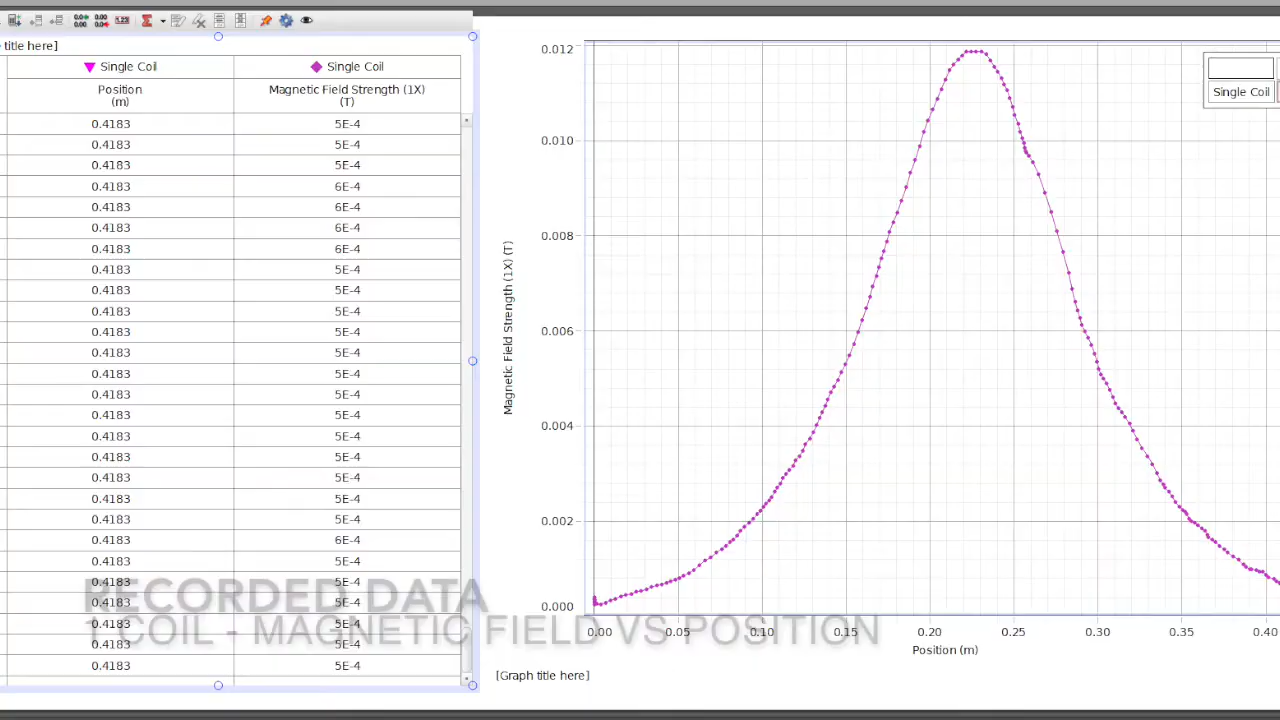 title here]
Single Coil
Single Coil
Position
(m)
Magnetic Field Strength (1X)
(T)
0.4183 5E-4
0.4183 5E-4
0.4183 5E-4
0.4183 6E-4
0.4183 6E-4
0.4183 6E-4
0.4183 6E-4
0.4183 5E-4
0.4183 5E-4
0.4183 5E-4
0.4183 5E-4
0.4183 5E-4
0.4183 5E-4
0.4183 5E-4
0.4183 5E-4
0.4183 5E-4
0.4183 5E-4
0.4183 5E-4
0.4183 5E-4
0.4183 5E-4
0.4183 6E-4
0.4183 5E-4
0.4183 5E-4
0.4183 5E-4
0.4183 5E-4
0.4183 5E-4
0.4183 5E-4
RECORDED DATA
1 COIL - MAGNETIC FIELD VS POSITION
Magnetic Field Strength (1X) (T)
0.012
0.010
0.008
0.006
0.004
0.002
0.000
0.00 0.05 0.10 0.15 0.20 0.25 0.30 0.35 0.40
Position (m)
[Graph title here]
Single Coil